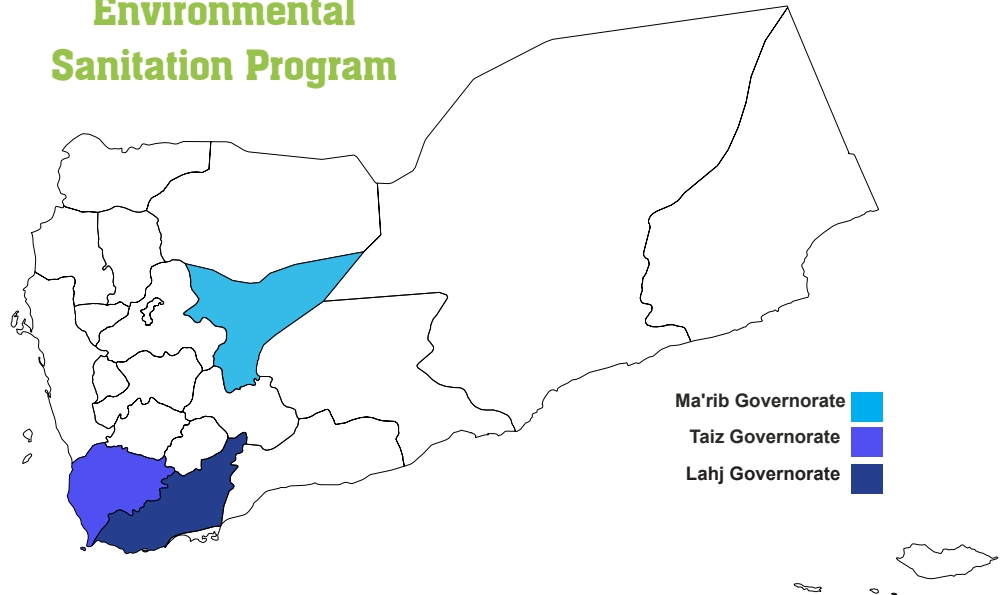 Environmental
Sanitation Program
Ma'rib Governorate
Taiz Governorate
Lahj Governorate